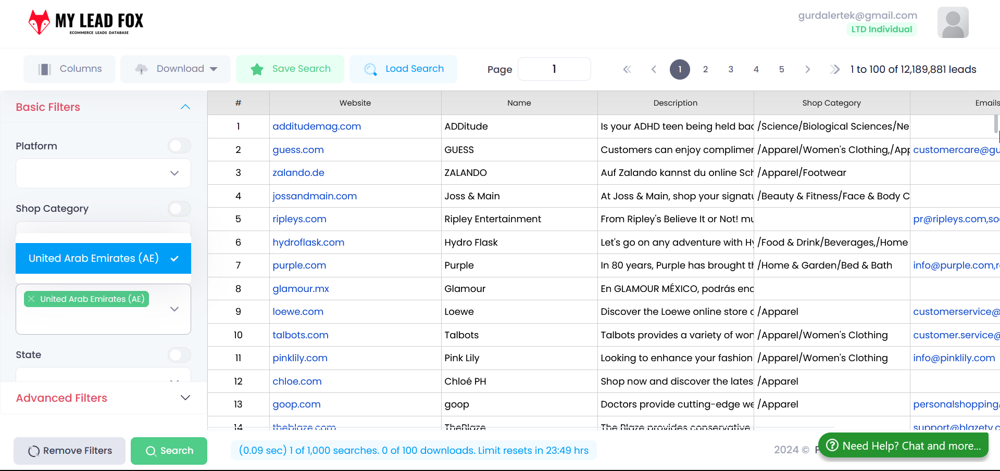 MY LEAD FOX
ECOMMERCE LEADS DATABASE
gurdalertek@gmail.com
LTD Individual
Columns
Download
Save Search
Load Search
Page
1
1 2 3 4 5
1 to 100 of 12,189,881 leads
Basic Filters
Platform
Shop Category
United Arab Emirates (AE)
United Arab Emirates (AE)
State
Advanced Filters
# Website Name Description Shop Category Emails
1 additudemag.com ADDitude Is your ADHD teen being held bac /Science/Biological Sciences/Ne
2 guess.com GUESS Customers can enjoy complimer /Apparel/Women's Clothing,/App customercare@gu
3 zalando.de ZALANDO Auf Zalando kannst du online Sch /Apparel/Footwear
4 jossandmain.com Joss & Main At Joss & Main, shop your signatu /Beauty & Fitness/Face & Body C
5 ripleys.com Ripley Entertainment From Ripley's Believe It or Not! mu pr@ripleys.com,so
6 hydroflask.com Hydro Flask Let's go on any adventure with Hy /Food & Drink/Beverages,/Home
7 purple.com Purple In 80 years, Purple has brought th /Home & Garden/Bed & Bath info@purple.com,r
8 glamour.mx Glamour En GLAMOUR MÉXICO, podrás enc
9 loewe.com Loewe Discover the Loewe online store c /Apparel customerservice@
10 talbots.com Talbots Talbots provides a variety of wor /Apparel/Women's Clothing customer.service@
11 pinklily.com Pink Lily Looking to enhance your fashion /Apparel/Women's Clothing info@pinklily.com
12 chloe.com Chloé PH Shop now and discover the lates /Apparel
13 goop.com goop Doctors provide cutting-edge we /Apparel personalshopping@
14 theblaze.com TheBlaze The Blaze provides conservative support@blazetv.c
Remove Filters
Search
(0.09 sec) 1 of 1,000 searches. 0 of 100 downloads. Limit resets in 23:49 hrs
2024 ©
Need Help? Chat and more...